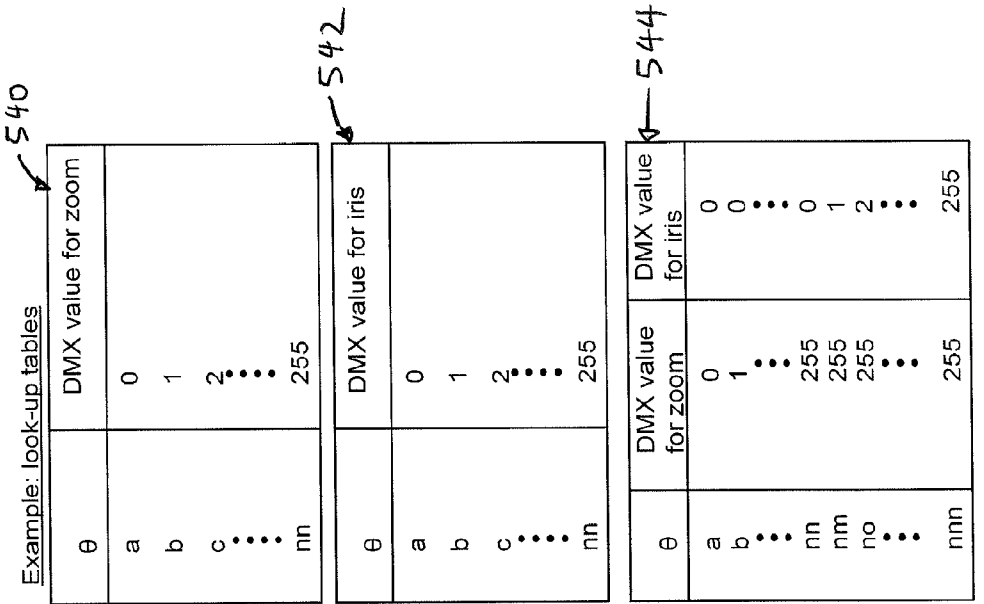 Example: look-up tables
540
θ DMX value for zoom
a 0
b 1
c 2
nn 255
542
θ DMX value for iris
a 0
b 1
c 2
nn 255
544
θ DMX value for zoom DMX value for iris
a 0 0
b 1 0
nn 255 0
nm 255 1
no 255 2
nnn 255 255